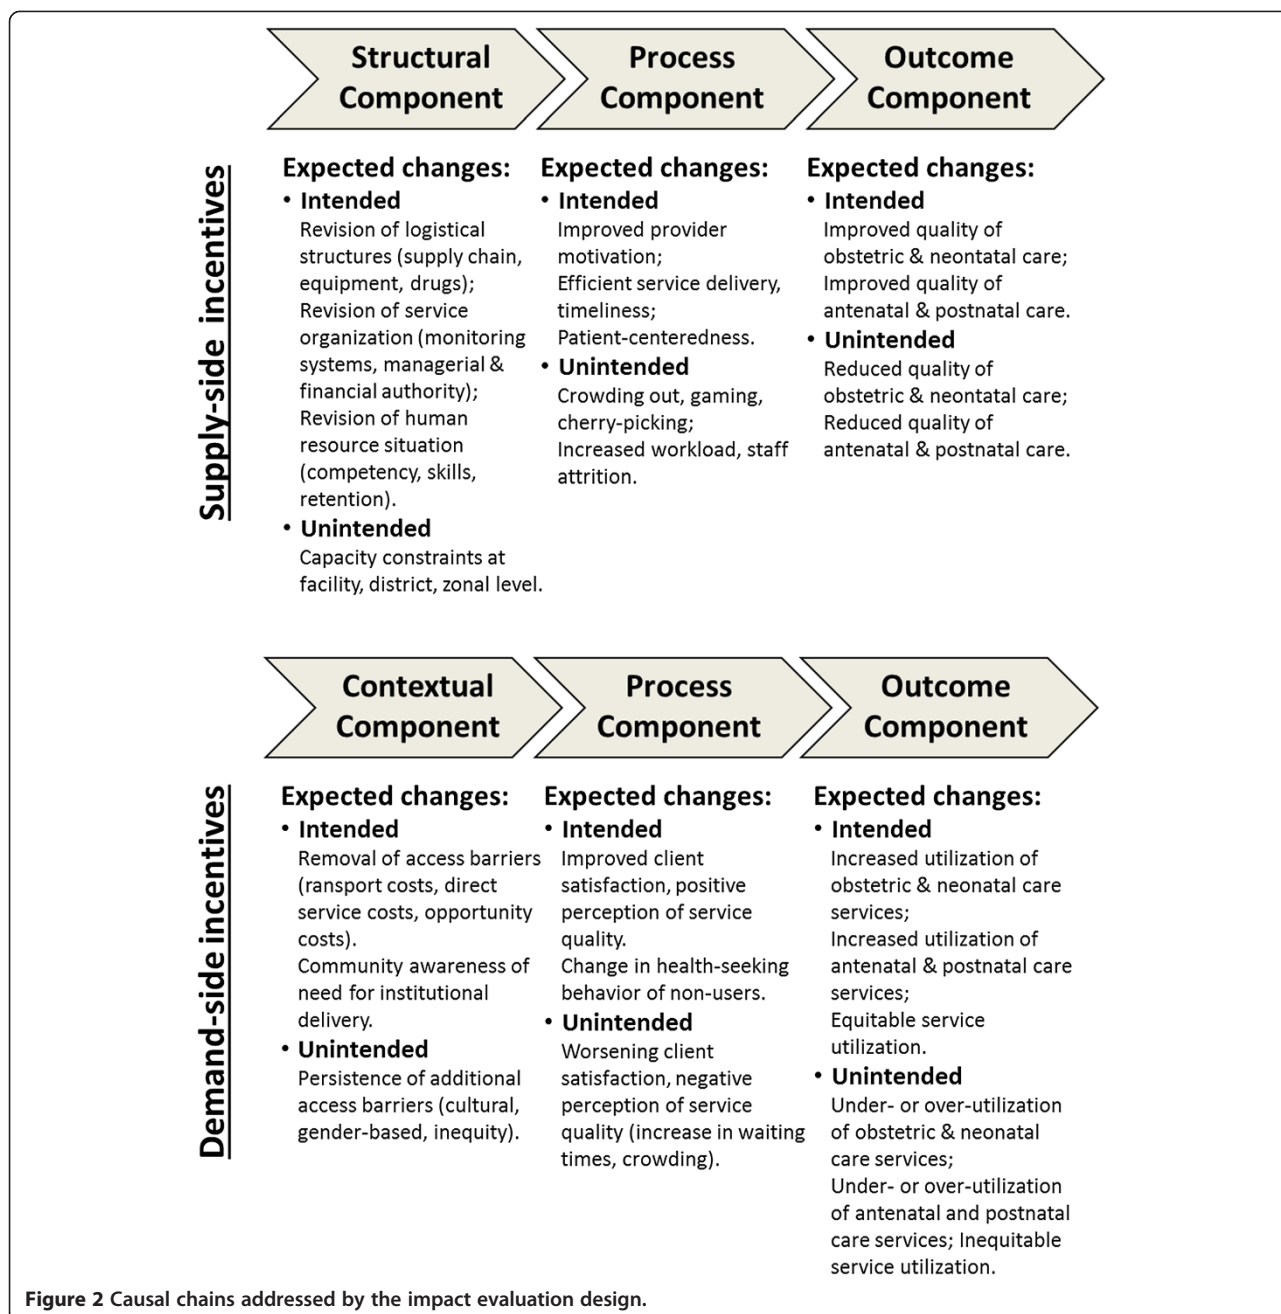 Structural
Component
Process
Component
Outcome
Component
Supply-side incentives
Expected changes:
• Intended
Revision of logistical
structures (supply chain,
equipment, drugs);
Revision of service
organization (monitoring
systems, managerial &
financial authority);
Revision of human
resource situation
(competency, skills,
retention).
• Unintended
Capacity constraints at
facility, district, zonal level.
Expected changes:
• Intended
Improved provider
motivation;
Efficient service delivery,
timeliness;
Patient-centeredness.
• Unintended
Crowding out, gaming,
cherry-picking;
Increased workload, staff
attrition.
Expected changes:
• Intended
Improved quality of
obstetric & neontatal care;
Improved quality of
antenatal & postnatal care.
• Unintended
Reduced quality of
obstetric & neontatal care;
Reduced quality of
antenatal & postnatal care.
Contextual
Component
Process
Component
Outcome
Component
Demand-side incentives
Expected changes:
• Intended
Removal of access barriers
(ransport costs, direct
service costs, opportunity
costs).
Community awareness of
need for institutional
delivery.
• Unintended
Persistence of additional
access barriers (cultural,
gender-based, inequity).
Expected changes:
• Intended
Improved client
satisfaction, positive
perception of service
quality.
Change in health-seeking
behavior of non-users.
• Unintended
Worsening client
satisfaction, negative
perception of service
quality (increase in waiting
times, crowding).
Expected changes:
• Intended
Increased utilization of
obstetric & neonatal care
services;
Increased utilization of
antenatal & postnatal care
services;
Equitable service
utilization.
• Unintended
Under- or over-utilization
of obstetric & neonatal
care services;
Under- or over-utilization
of antenatal and postnatal
care services; Inequitable
service utilization.
Figure 2 Causal chains addressed by the impact evaluation design.